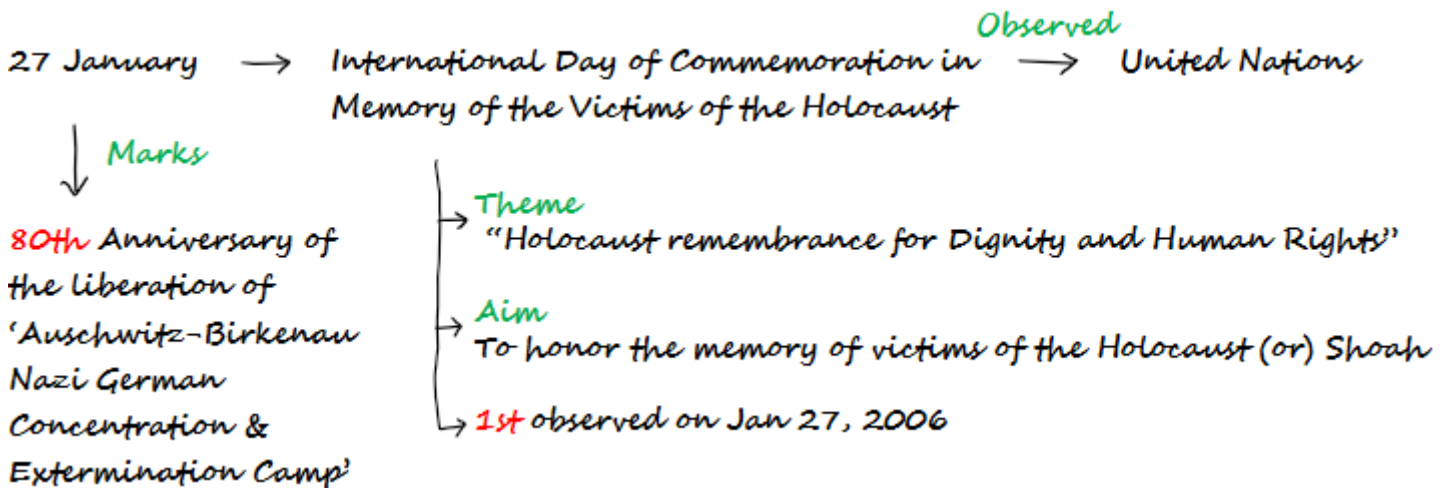 Observed
27 January → International Day of Commemoration in → United Nations
Memory of the Victims of the Holocaust
Marks
80th Anniversary of
the liberation of
‘Auschwitz-Birkenau
Nazi German
Concentration &
Extermination Camp’
Theme
“Holocaust remembrance for Dignity and Human Rights”
Aim
To honor the memory of victims of the Holocaust (or) Shoah
1st observed on Jan 27, 2006